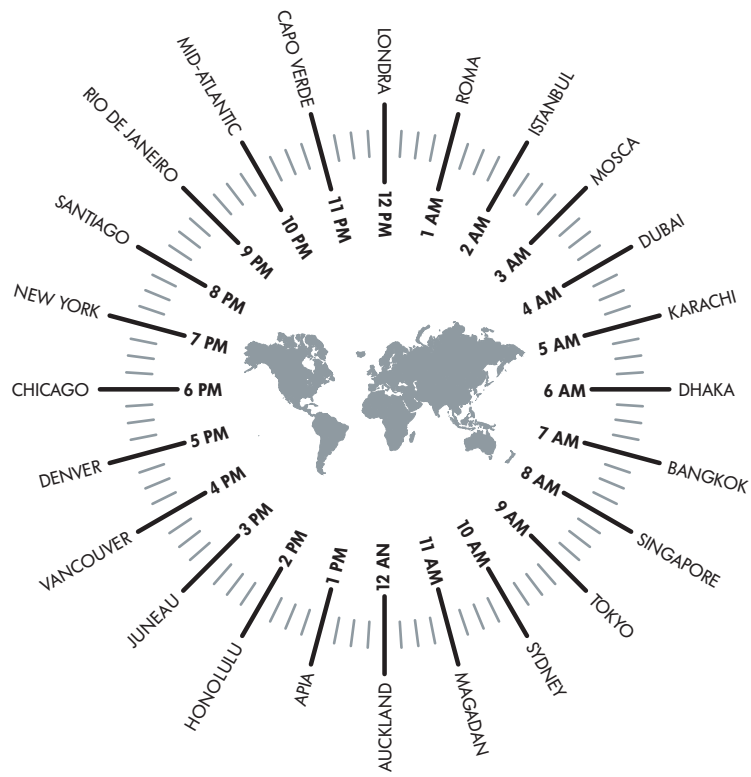 LONDRA
12 PM
ROMA
1 AM
ISTANBUL
2 AM
MOSCA
3 AM
DUBAI
4 AM
KARACHI
5 AM
DHAKA
6 AM
BANGKOK
7 AM
SINGAPORE
8 AM
TOKYO
9 AM
SYDNEY
10 AM
MAGADAN
11 AM
AUCKLAND
12 AN
APIA
1 PM
HONOLULU
2 PM
JUNEAU
3 PM
VANCOUVER
4 PM
DENVER
5 PM
CHICAGO
6 PM
NEW YORK
7 PM
SANTIAGO
8 PM
RIO DE JANEIRO
9 PM
MID-ATLANTIC
10 PM
CAPO VERDE
11 PM